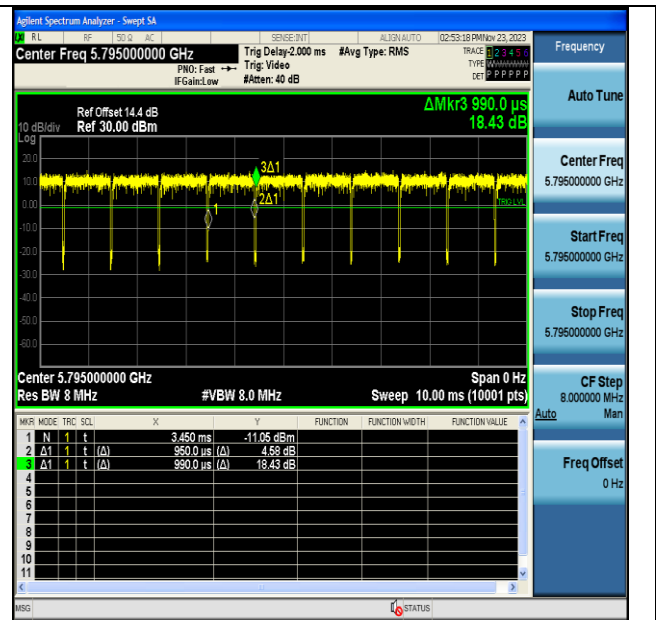 Agilent Spectrum Analyzer - Swept SA
RL RF 50 Ω AC SENSE:INT ALIGN AUTO 02:53:18 PM Nov 23, 2023
Center Freq 5.795000000 GHz
PNO: Fast
IFGain:Low
Trig Delay-2.000 ms
Trig: Video
#Atten: 40 dB
#Avg Type: RMS
TRACE 1 2 3 4 5 6
TYPE
DET P P P P P P
ΔMkr3 990.0 µs
18.43 dB
Ref Offset 14.4 dB
10 dB/div Ref 30.00 dBm
Log
20.0
10.0
0.00
-10.0
-20.0
-30.0
-40.0
-50.0
-60.0
3Δ1
2Δ1
1
TRIG LVL
Center 5.795000000 GHz Span 0 Hz
Res BW 8 MHz #VBW 8.0 MHz Sweep 10.00 ms (10001 pts)
MKR MODE TRC SCL X Y FUNCTION FUNCTION WIDTH FUNCTION VALUE
1 N 1 t 3.450 ms -11.05 dBm
2 Δ1 1 t (Δ) 950.0 µs (Δ) 4.58 dB
3 Δ1 1 t (Δ) 990.0 µs (Δ) 18.43 dB
4
5
6
7
8
9
10
11
MSG STATUS
Frequency
Auto Tune
Center Freq
5.795000000 GHz
Start Freq
5.795000000 GHz
Stop Freq
5.795000000 GHz
CF Step
8.000000 MHz
Auto Man
Freq Offset
0 Hz